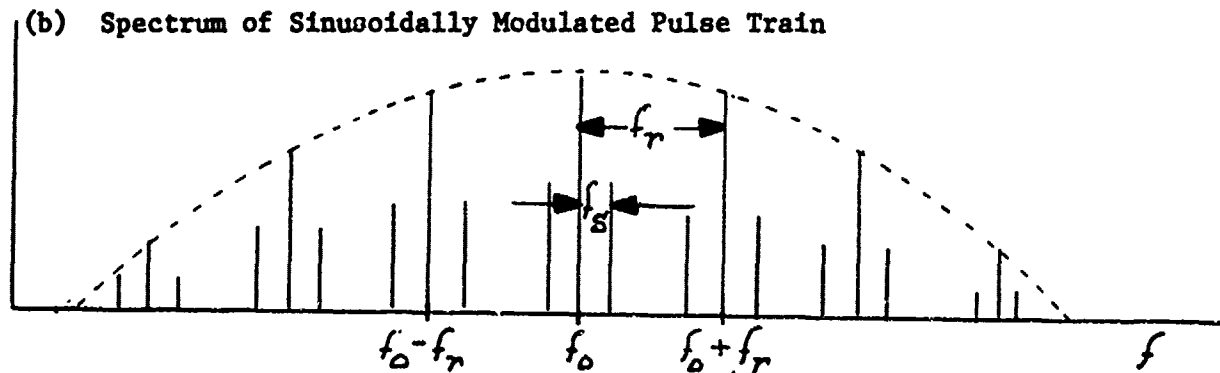 (b) Spectrum of Sinusoidally Modulated Pulse Train
f_r
f_s
f_o - f_r
f_o
f_o + f_r
f